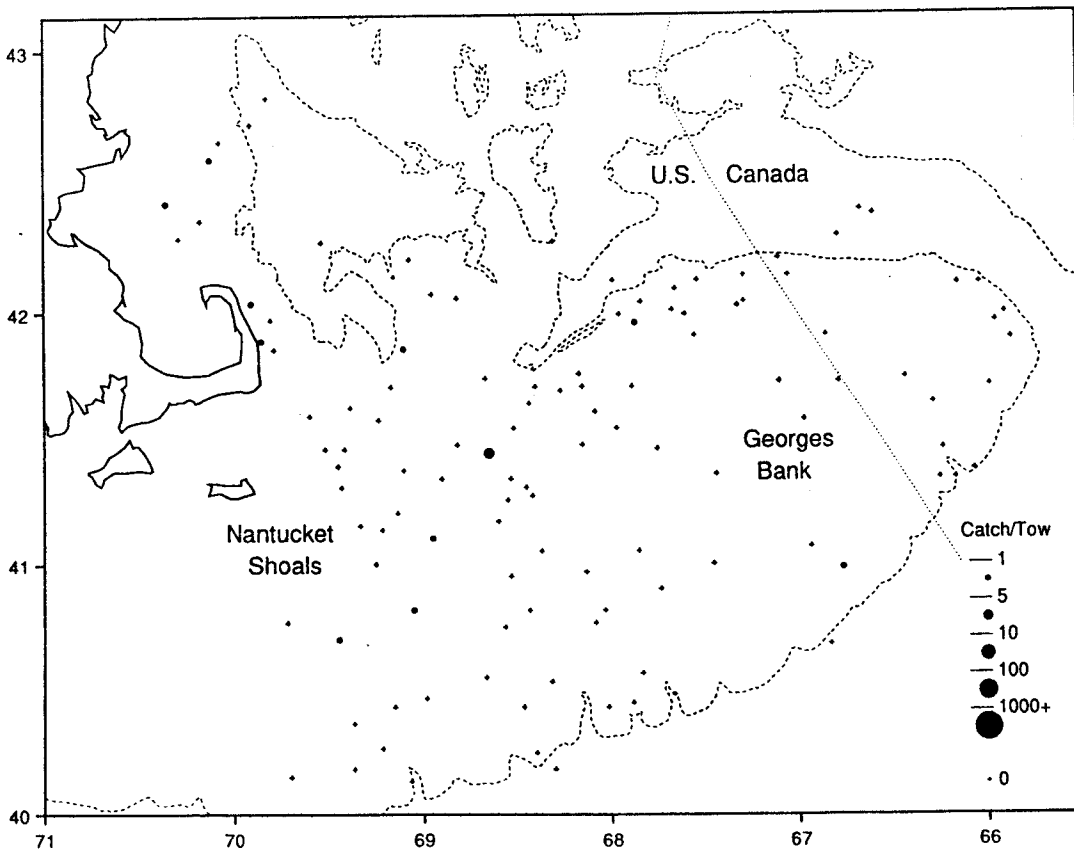 43
U.S. Canada
42
Georges
Bank
Nantucket
Shoals
Catch/Tow
41
1
5
10
100
1000+
0
40
71 70 69 68 67 66